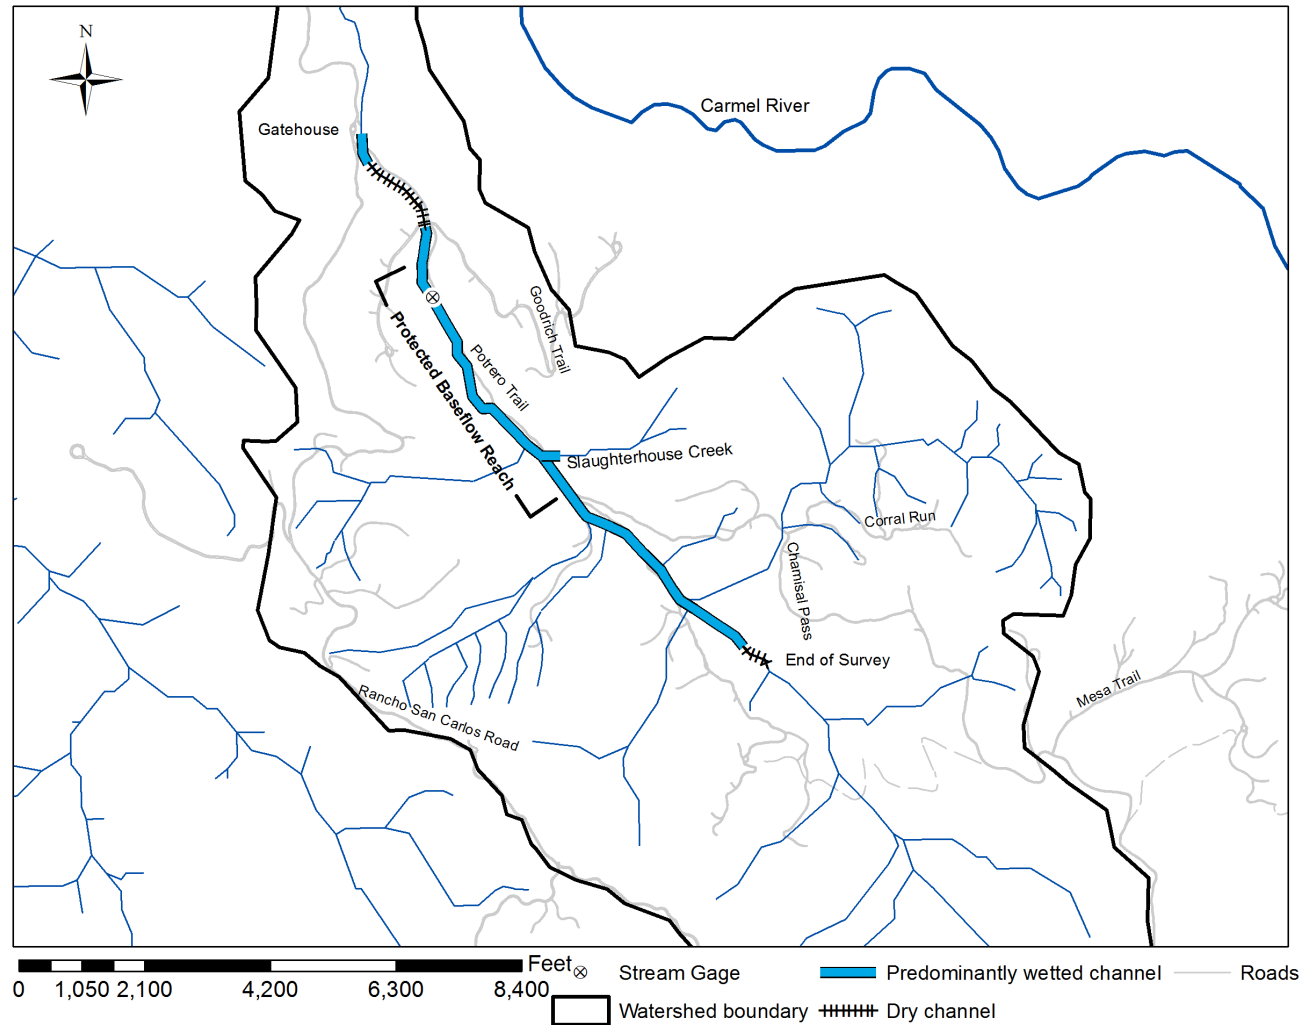 N
Carmel River
Gatehouse
Goodrich Trail
Protected Baseflow Reach
Potrero Trail
Slaughterhouse Creek
Corral Run
Chamisal Pass
End of Survey
Mesa Trail
Rancho San Carlos Road
Feet
0 1,050 2,100 4,200 6,300 8,400
Stream Gage
Predominantly wetted channel
Roads
Watershed boundary
Dry channel